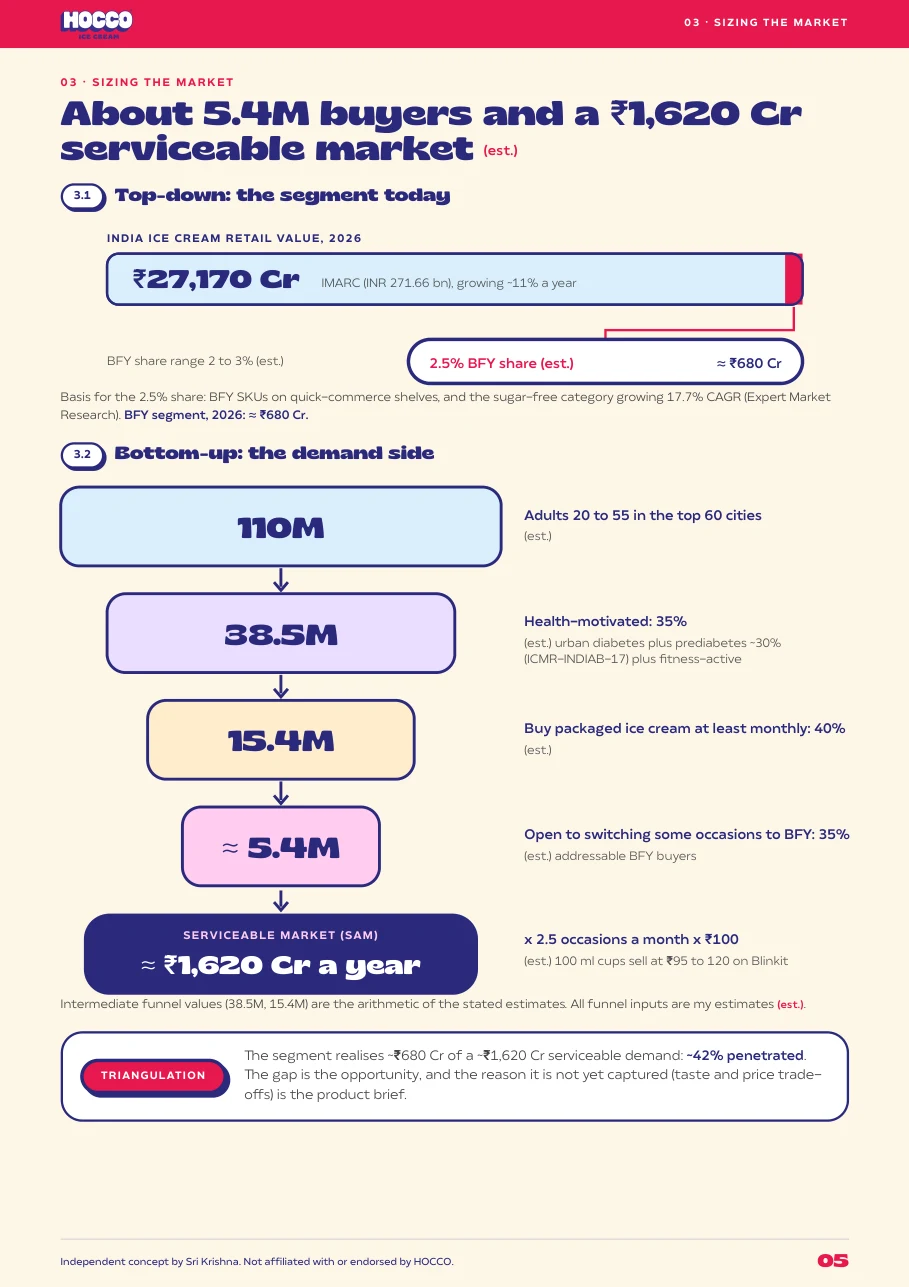 HOCCO
ICE CREAM
03 · SIZING THE MARKET
03 · SIZING THE MARKET
About 5.4M buyers and a ₹1,620 Cr
serviceable market (est.)
3.1 Top-down: the segment today
INDIA ICE CREAM RETAIL VALUE, 2026
₹27,170 Cr IMARC (INR 271.66 bn), growing ~11% a year
BFY share range 2 to 3% (est.)
2.5% BFY share (est.) ≈ ₹680 Cr
Basis for the 2.5% share: BFY SKUs on quick-commerce shelves, and the sugar-free category growing 17.7% CAGR (Expert Market
Research). BFY segment, 2026: ≈ ₹680 Cr.
3.2 Bottom-up: the demand side
110M
Adults 20 to 55 in the top 60 cities
(est.)
38.5M
Health-motivated: 35%
(est.) urban diabetes plus prediabetes ~30%
(ICMR-INDIAB-17) plus fitness-active
15.4M
Buy packaged ice cream at least monthly: 40%
(est.)
≈ 5.4M
Open to switching some occasions to BFY: 35%
(est.) addressable BFY buyers
SERVICEABLE MARKET (SAM)
≈ ₹1,620 Cr a year
x 2.5 occasions a month x ₹100
(est.) 100 ml cups sell at ₹95 to 120 on Blinkit
Intermediate funnel values (38.5M, 15.4M) are the arithmetic of the stated estimates. All funnel inputs are my estimates (est.).
TRIANGULATION
The segment realises ~₹680 Cr of a ~₹1,620 Cr serviceable demand: ~42% penetrated.
The gap is the opportunity, and the reason it is not yet captured (taste and price trade-
offs) is the product brief.
Independent concept by Sri Krishna. Not affiliated with or endorsed by HOCCO.
05